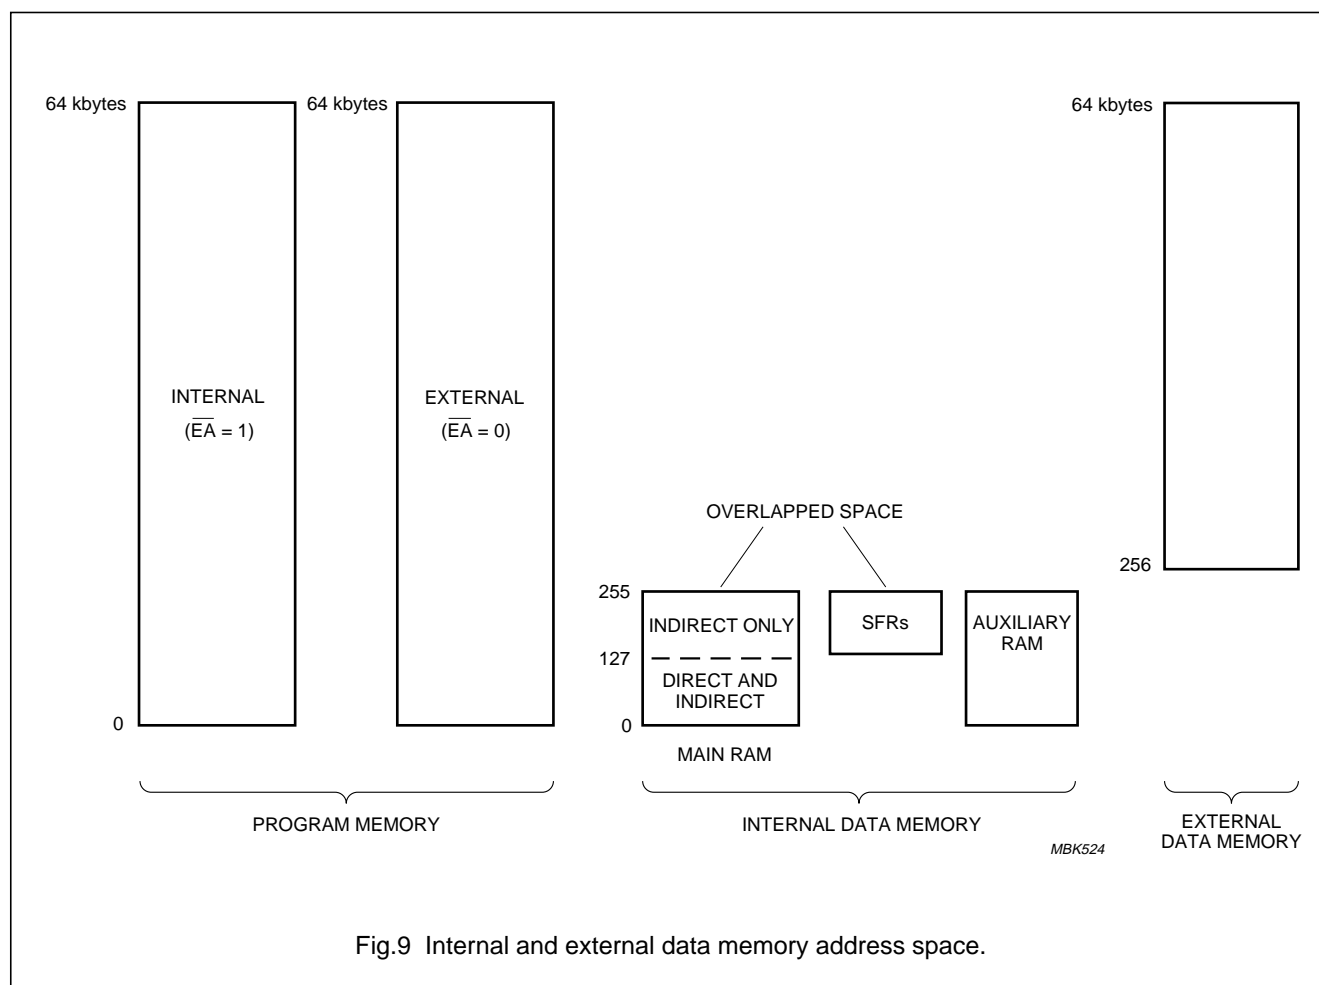 64 kbytes
64 kbytes
64 kbytes
INTERNAL
(E̅A̅ = 1)
EXTERNAL
(E̅A̅ = 0)
OVERLAPPED SPACE
256
255
INDIRECT ONLY
127
DIRECT AND
INDIRECT
0
0
MAIN RAM
SFRs
AUXILIARY
RAM
PROGRAM MEMORY
INTERNAL DATA MEMORY
EXTERNAL
DATA MEMORY
MBK524
Fig.9 Internal and external data memory address space.